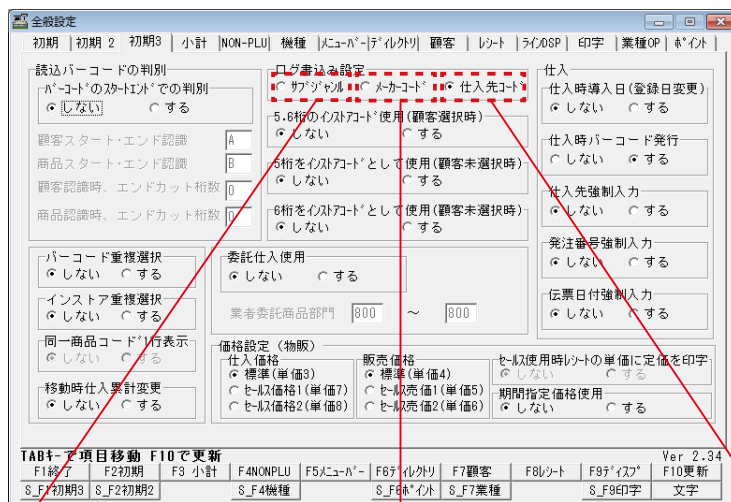 全般設定
初期 初期 2 初期3 小計 NON-PLU 機種 ﾒﾆｭｰﾊﾞｰ ﾃﾞｨﾚｸﾄﾘ 顧客 ﾚｼｰﾄ ﾗｲﾝDSP 印字 業種OP ﾎﾟｲﾝﾄ
読込バーコードの判別
ﾊﾞｰｺｰﾄﾞのｽﾀｰﾄｴﾝﾄﾞでの判別
しない する
顧客スタート・エンド認識 A
商品スタート・エンド認識 B
顧客認識時、エンドカット桁数 0
商品認識時、エンドカット桁数 0
ログ書込み設定
ｻﾌﾞｼﾞｬﾝﾙ ﾒｰｶｰｺｰﾄﾞ 仕入先ｺｰﾄﾞ
5.6桁のｲﾝｽﾄｱｺｰﾄﾞ使用(顧客選択時)
しない する
5桁をｲﾝｽﾄｱｺｰﾄﾞとして使用(顧客未選択時)
しない する
6桁をｲﾝｽﾄｱｺｰﾄﾞとして使用(顧客未選択時)
しない する
仕入
仕入時導入日(登録日変更)
しない する
仕入時バーコード発行
しない する
仕入先強制入力
しない する
発注番号強制入力
しない する
伝票日付強制入力
しない する
バーコード重複選択
しない する
インストア重複選択
しない する
同一商品コード1行表示
しない する
移動時仕入累計変更
しない する
委託仕入使用
しない する
業者委託商品部門 800 ～ 800
価格設定（物販）
仕入価格
標準(単価3)
ｾｰﾙｽ価格1(単価7)
ｾｰﾙｽ価格2(単価8)
販売価格
標準(単価4)
ｾｰﾙｽ売価1(単価5)
ｾｰﾙｽ売価2(単価6)
ｾｰﾙｽ使用時ﾚｼｰﾄの単価に定価を印字
しない する
期間指定価格使用
しない する
TABｷｰで項目移動 F10で更新 Ver 2.34
F1終了 F2初期 F3 小計 F4NONPLU F5ﾒﾆｭｰﾊﾞｰ F6ﾃﾞｨﾚｸﾄﾘ F7顧客 F8ﾚｼｰﾄ F9ﾃﾞｨｽﾌﾟ F10更新
S_F1初期3 S_F2初期2 S_F4機種 S_F6ﾎﾟｲﾝﾄ S_F7業種 S_F9印字 文字